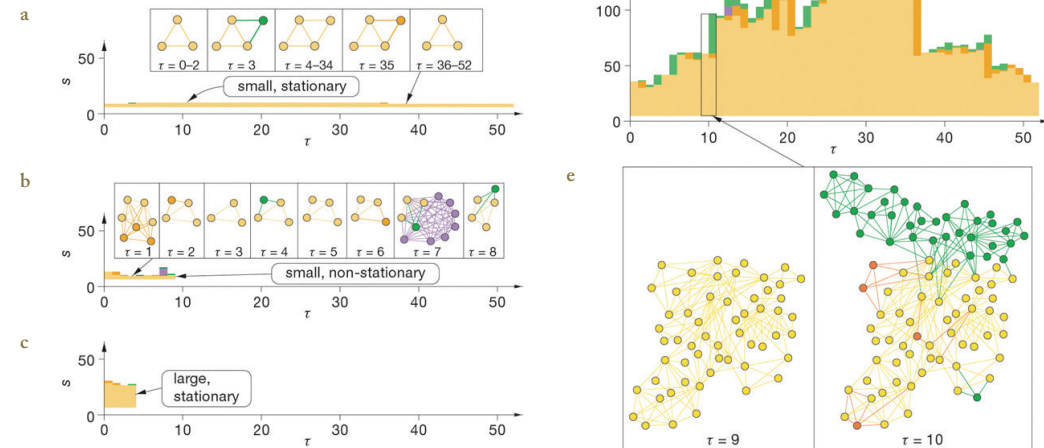 a
50
s
0
τ = 0–2
τ = 3
τ = 4–34
τ = 35
τ = 36–52
small, stationary
0
10
20
30
40
50
τ
b
50
s
0
τ = 1
τ = 2
τ = 3
τ = 4
τ = 5
τ = 6
τ = 7
τ = 8
small, non-stationary
0
10
20
30
40
50
τ
c
50
s
0
large,
stationary
0
10
20
30
40
50
τ
100
50
0
0
10
20
30
40
50
τ
e
τ = 9
τ = 10